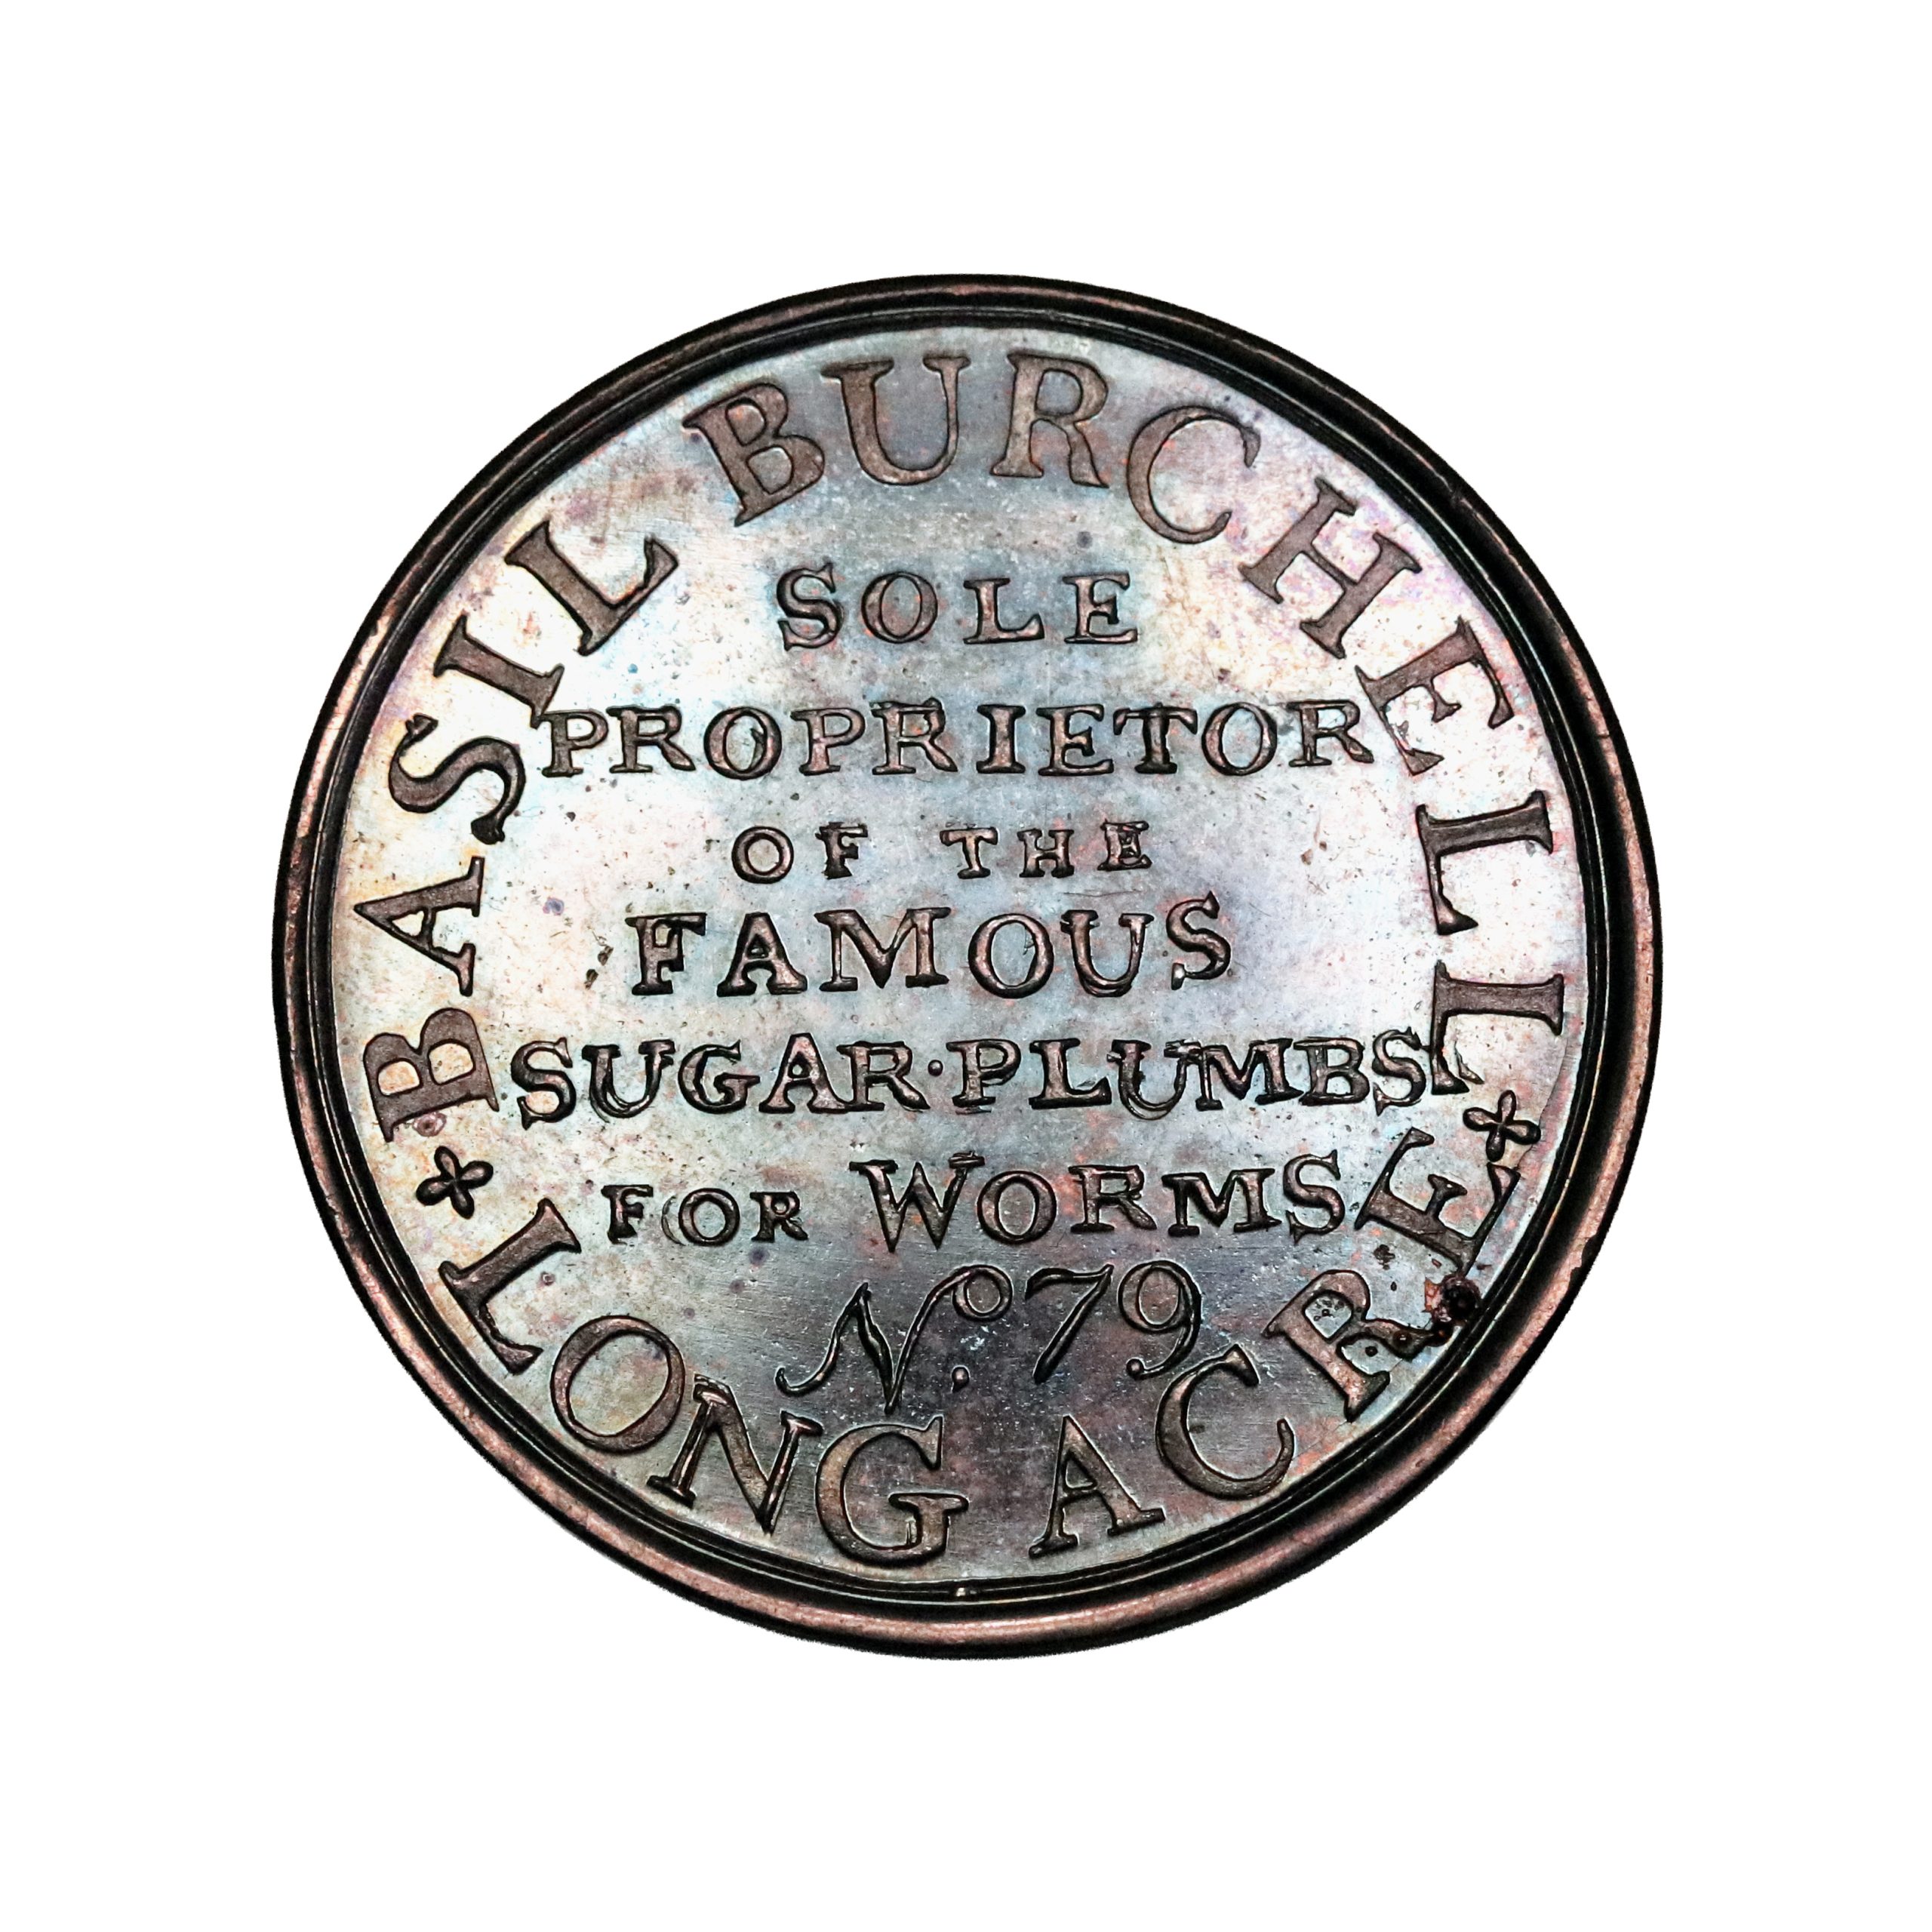 BASIL BURCHELL
SOLE
PROPRIETOR
OF THE
FAMOUS
SUGAR·PLUMBS
FOR WORMS
No. 79
LONG ACRE